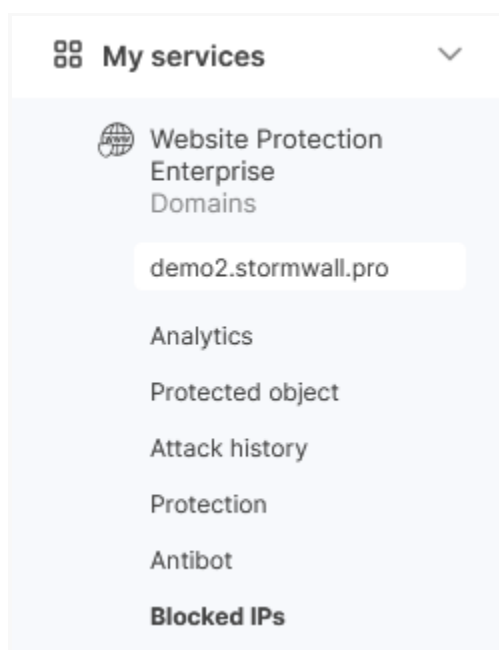 My services
Website Protection
Enterprise
Domains
demo2.stormwall.pro
Analytics
Protected object
Attack history
Protection
Antibot
Blocked IPs